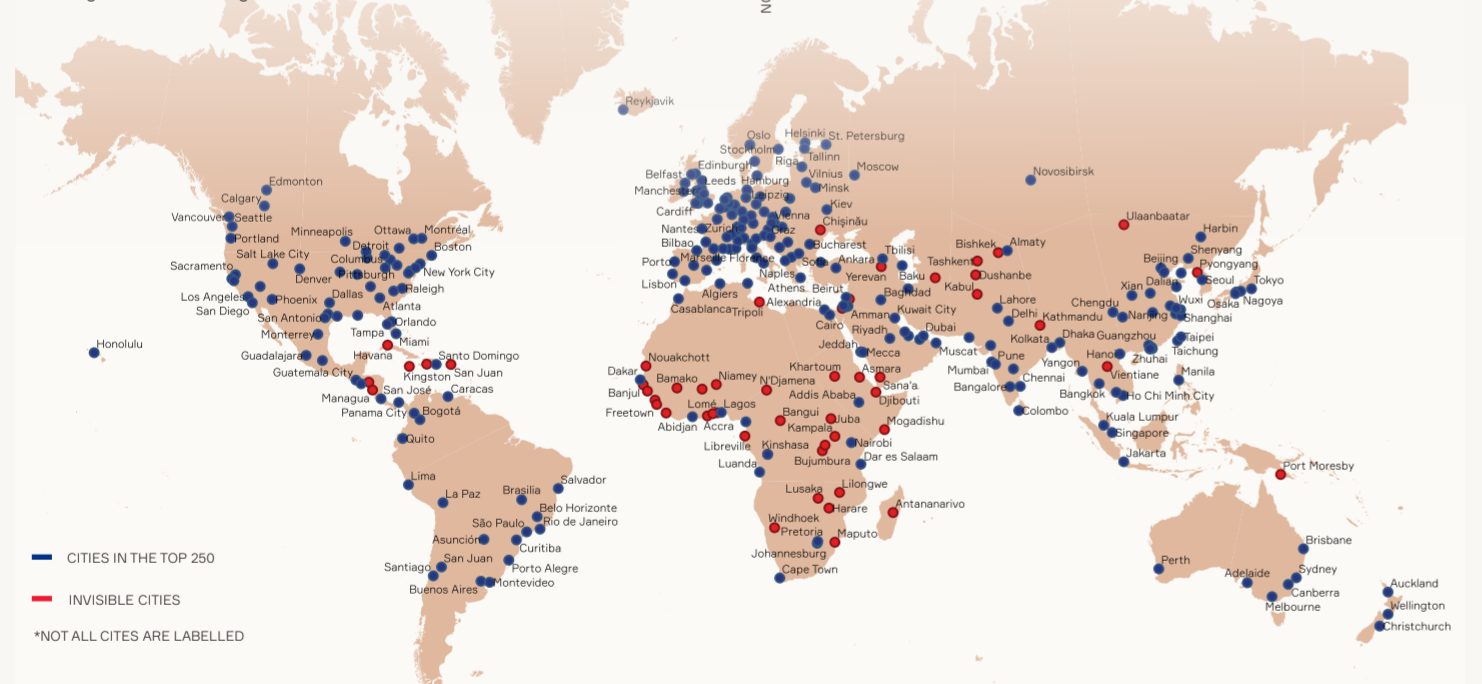 NO
Reykjavik
Oslo
Helsinki
St. Petersburg
Stockholm
Tallinn
Edinburgh
Riga
Moscow
Belfast
Leeds
Hamburg
Vilnius
Novosibirsk
Manchester
Leipzig
Minsk
Edmonton
Calgary
Cardiff
Vienna
Kiev
Vancouver
Seattle
Nantes
Zurich
Graz
Chișinău
Ulaanbaatar
Portland
Minneapolis
Ottawa
Montréal
Bilbao
Bucharest
Tbilisi
Bishkek
Almaty
Harbin
Salt Lake City
Detroit
Boston
Columbus
Porto
Marseille
Florence
Sofia
Ankara
Tashkent
Beijing
Shenyang
Sacramento
Denver
Pittsburgh
New York City
Naples
Yerevan
Baku
Dushanbe
Pyongyang
Lisbon
Algiers
Athens
Beirut
Kabul
Xian
Dalian
Seoul
Tokyo
Los Angeles
Phoenix
Dallas
Raleigh
Baghdad
Lahore
Chengdu
Wuxi
Osaka
Nagoya
San Diego
San Antonio
Atlanta
Casablanca
Tripoli
Alexandria
Amman
Kuwait City
Delhi
Kathmandu
Nanjing
Shanghai
Orlando
Cairo
Riyadh
Dubai
Kolkata
Dhaka
Guangzhou
Taipei
Monterrey
Tampa
Miami
Honolulu
Jeddah
Mecca
Muscat
Pune
Yangon
Hanoi
Zhuhai
Taichung
Guadalajara
Havana
Santo Domingo
Nouakchott
Khartoum
Asmara
Mumbai
Guatemala City
Kingston
San Juan
Dakar
Bamako
Niamey
N'Djamena
Sana'a
Bangalore
Chennai
Vientiane
Manila
San José
Caracas
Banjul
Addis Ababa
Djibouti
Bangkok
Ho Chi Minh City
Managua
Panama City
Bogotá
Freetown
Lomé
Lagos
Bangui
Juba
Mogadishu
Colombo
Kuala Lumpur
Abidjan
Accra
Kampala
Singapore
Quito
Libreville
Kinshasa
Nairobi
Luanda
Bujumbura
Dar es Salaam
Jakarta
Port Moresby
Lima
La Paz
Brasilia
Salvador
Lusaka
Lilongwe
Belo Horizonte
Harare
Antananarivo
São Paulo
Rio de Janeiro
Windhoek
Asunción
Pretoria
Maputo
Curitiba
Johannesburg
Brisbane
CITIES IN THE TOP 250
San Juan
Santiago
Porto Alegre
Cape Town
Perth
Adelaide
Sydney
Buenos Aires
Montevideo
Canberra
Auckland
INVISIBLE CITIES
Melbourne
Wellington
Christchurch
*NOT ALL CITES ARE LABELLED